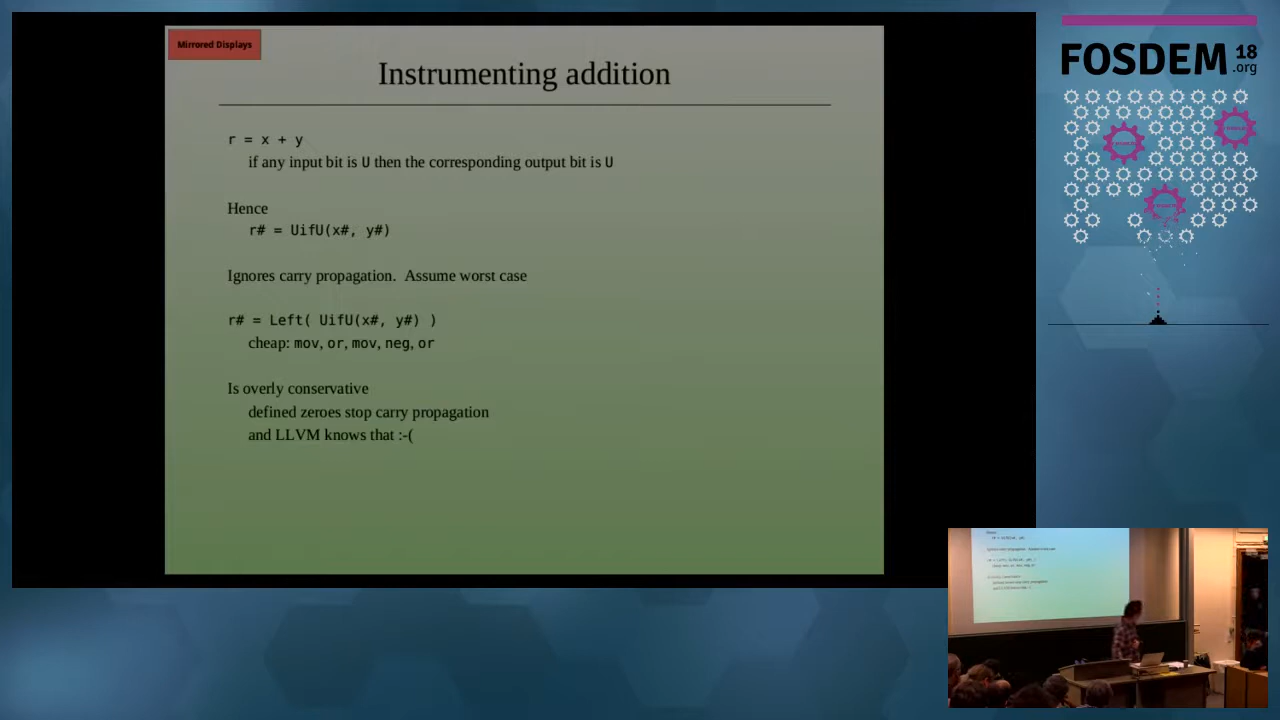 Mirrored Displays
Instrumenting addition
r = x + y
if any input bit is U then the corresponding output bit is U
Hence
r# = UifU(x#, y#)
Ignores carry propagation. Assume worst case
r# = Left( UifU(x#, y#) )
cheap: mov, or, mov, neg, or
Is overly conservative
defined zeroes stop carry propagation
and LLVM knows that :-(
FOSDEM 18
.org